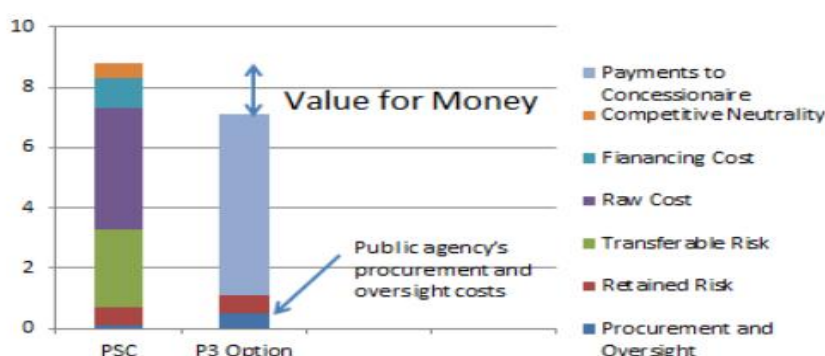 10
8
6
4
2
0
PSC
P3 Option
Value for Money
Public agency's
procurement and
oversight costs
Payments to
Concessionaire
Competitive Neutrality
Fianancing Cost
Raw Cost
Transferable Risk
Retained Risk
Procurement and
Oversight